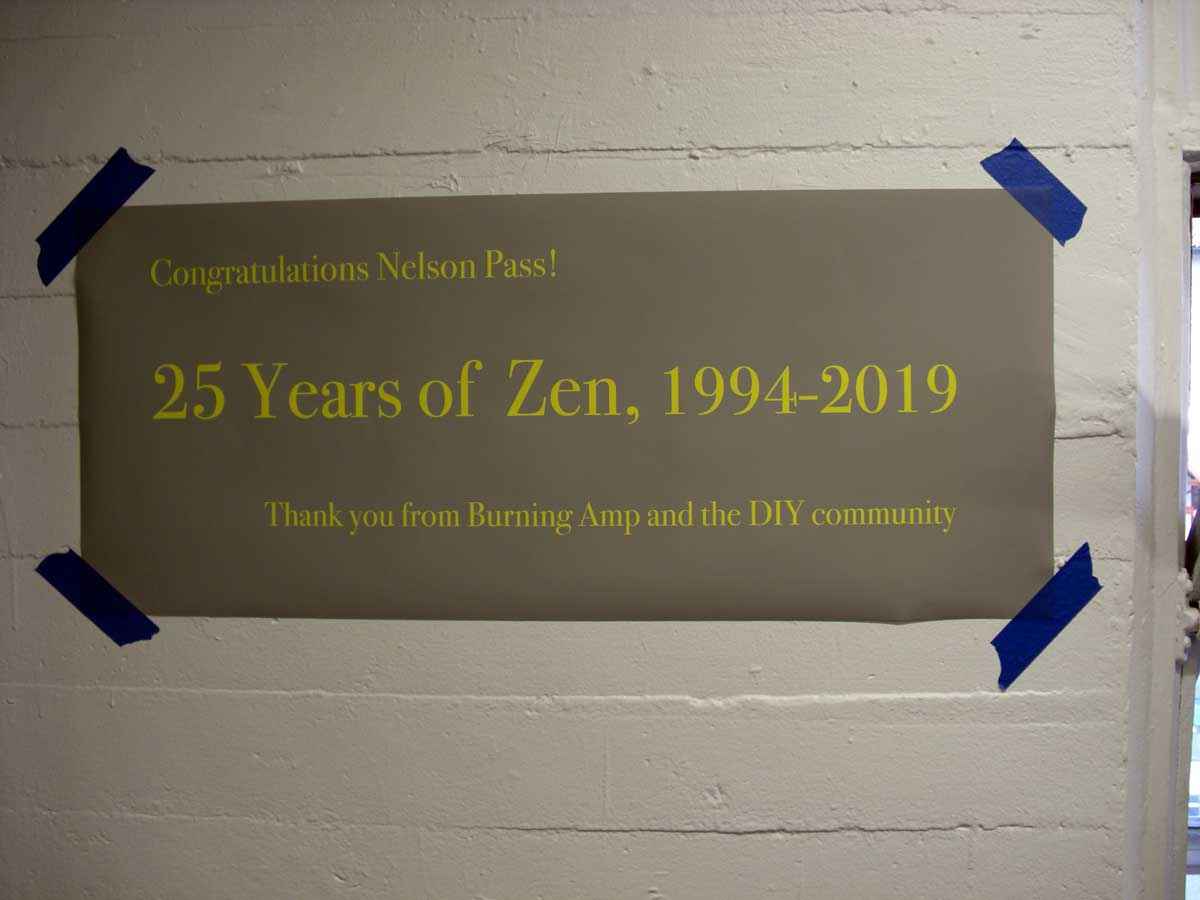 Congratulations Nelson Pass!
25 Years of Zen, 1994-2019
Thank you from Burning Amp and the DIY community